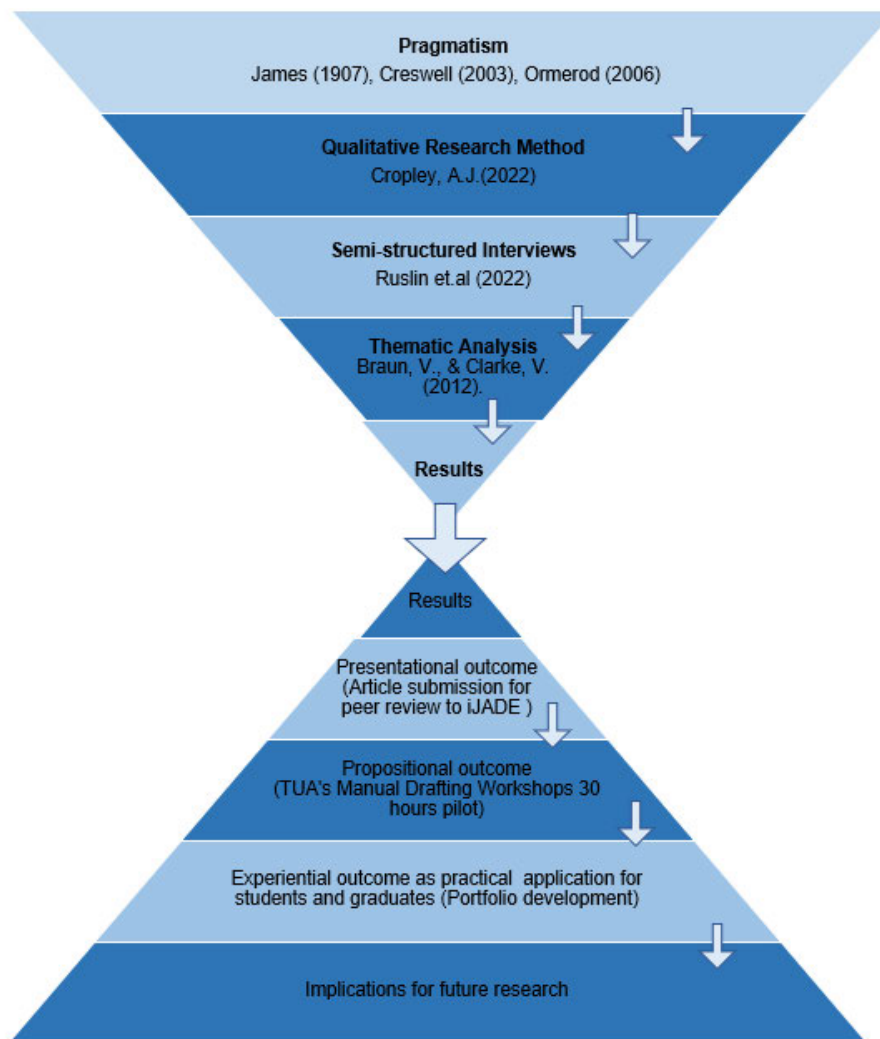 Pragmatism
James (1907), Creswell (2003), Ormerod (2006)
Qualitative Research Method
Cropley, A.J.(2022)
Semi-structured Interviews
Ruslin et.al (2022)
Thematic Analysis
Braun, V., & Clarke, V.
(2012).
Results
Results
Presentational outcome
(Article submission for
peer review to iJADE )
Propositional outcome
(TUA's Manual Drafting Workshops 30
hours pilot)
Experiential outcome as practical application for
students and graduates (Portfolio development)
Implications for future research